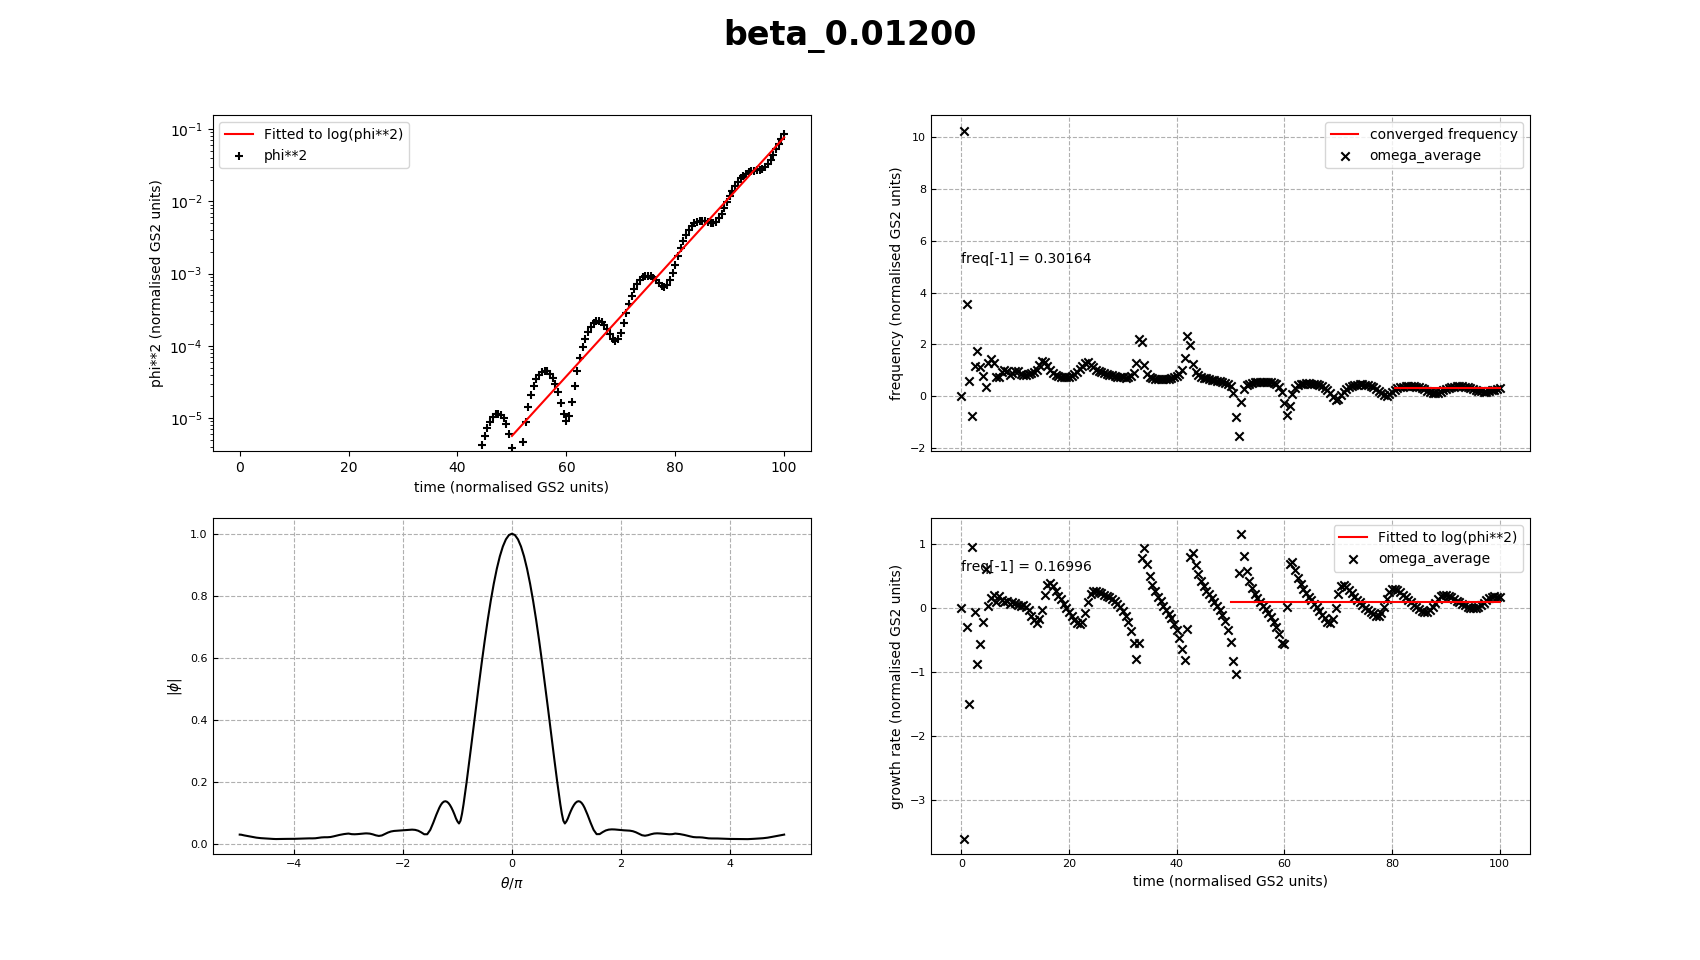 beta_0.01200
phi**2 (normalised GS2 units)
10⁻¹
10⁻²
10⁻³
10⁻⁴
10⁻⁵
Fitted to log(phi**2)
phi**2
0 20 40 60 80 100
time (normalised GS2 units)
frequency (normalised GS2 units)
10
8
6
4
2
0
−2
converged frequency
omega_average
freq[-1] = 0.30164
|ϕ|
1.0
0.8
0.6
0.4
0.2
0.0
−4 −2 0 2 4
θ/π
growth rate (normalised GS2 units)
1
0
−1
−2
−3
Fitted to log(phi**2)
omega_average
freq[-1] = 0.16996
0 20 40 60 80 100
time (normalised GS2 units)